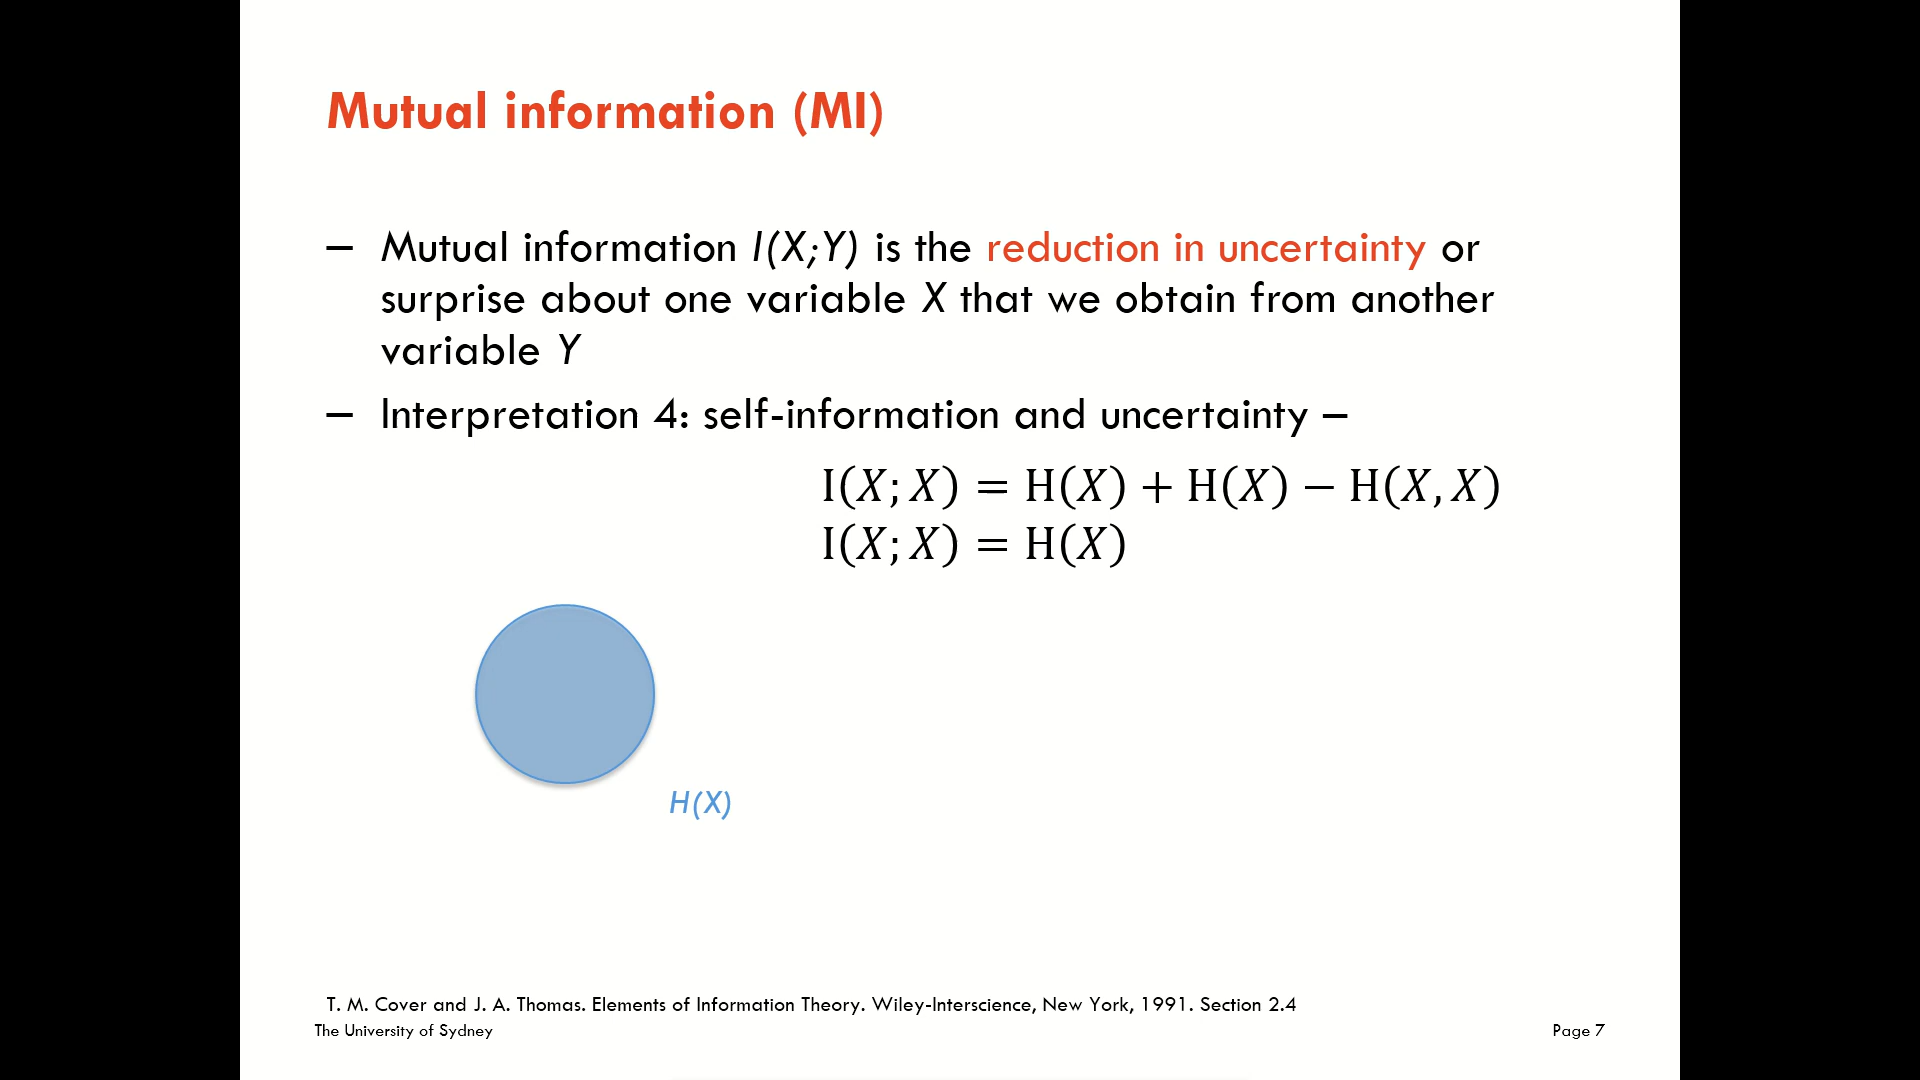 Mutual information (MI)
– Mutual information I(X;Y) is the reduction in uncertainty or
surprise about one variable X that we obtain from another
variable Y
– Interpretation 4: self-information and uncertainty –
I(X; X) = H(X) + H(X) − H(X, X)
I(X; X) = H(X)
H(X)
T. M. Cover and J. A. Thomas. Elements of Information Theory. Wiley-Interscience, New York, 1991. Section 2.4
The University of Sydney
Page 7